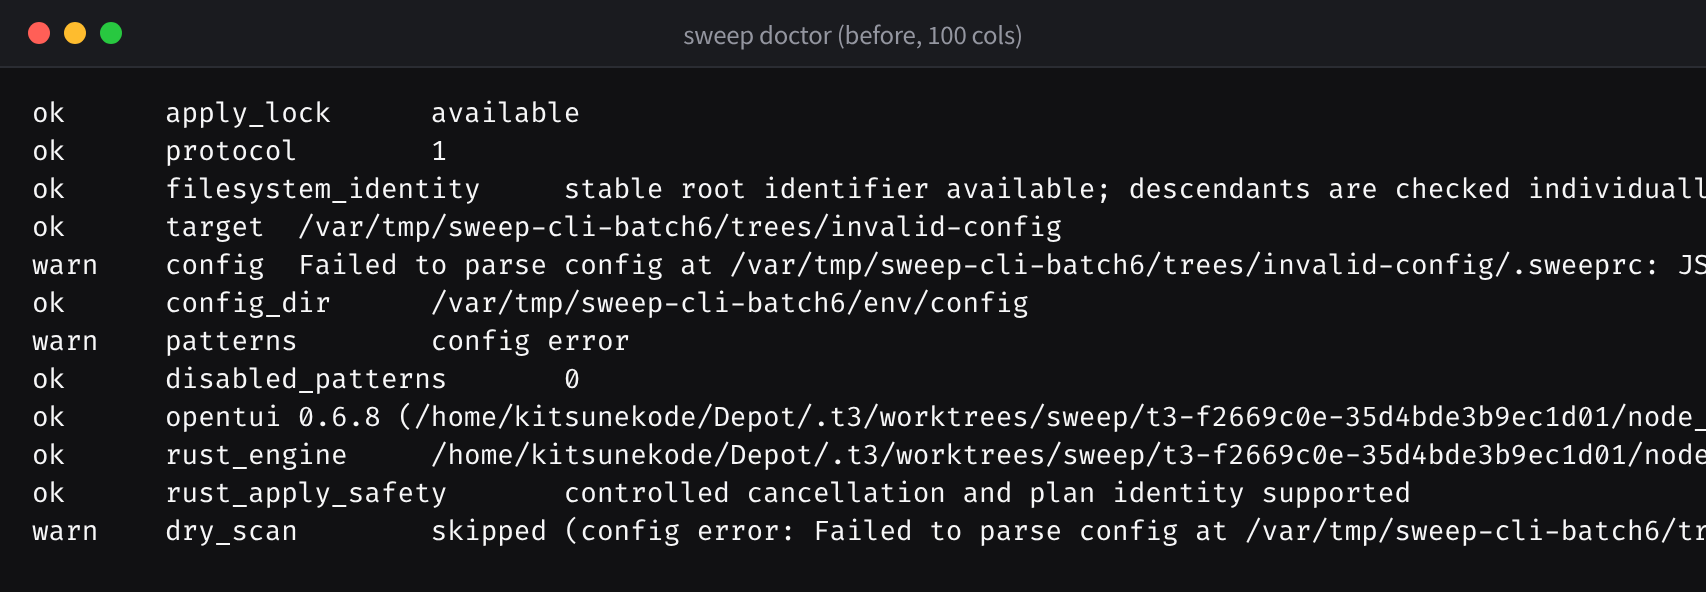 sweep doctor (before, 100 cols)
ok apply_lock available
ok protocol 1
ok filesystem_identity stable root identifier available; descendants are checked individuall
ok target /var/tmp/sweep-cli-batch6/trees/invalid-config
warn config Failed to parse config at /var/tmp/sweep-cli-batch6/trees/invalid-config/.sweeprc: JS
ok config_dir /var/tmp/sweep-cli-batch6/env/config
warn patterns config error
ok disabled_patterns 0
ok opentui 0.6.8 (/home/kitsunekode/Depot/.t3/worktrees/sweep/t3-f2669c0e-35d4bde3b9ec1d01/node_
ok rust_engine /home/kitsunekode/Depot/.t3/worktrees/sweep/t3-f2669c0e-35d4bde3b9ec1d01/node
ok rust_apply_safety controlled cancellation and plan identity supported
warn dry_scan skipped (config error: Failed to parse config at /var/tmp/sweep-cli-batch6/tr